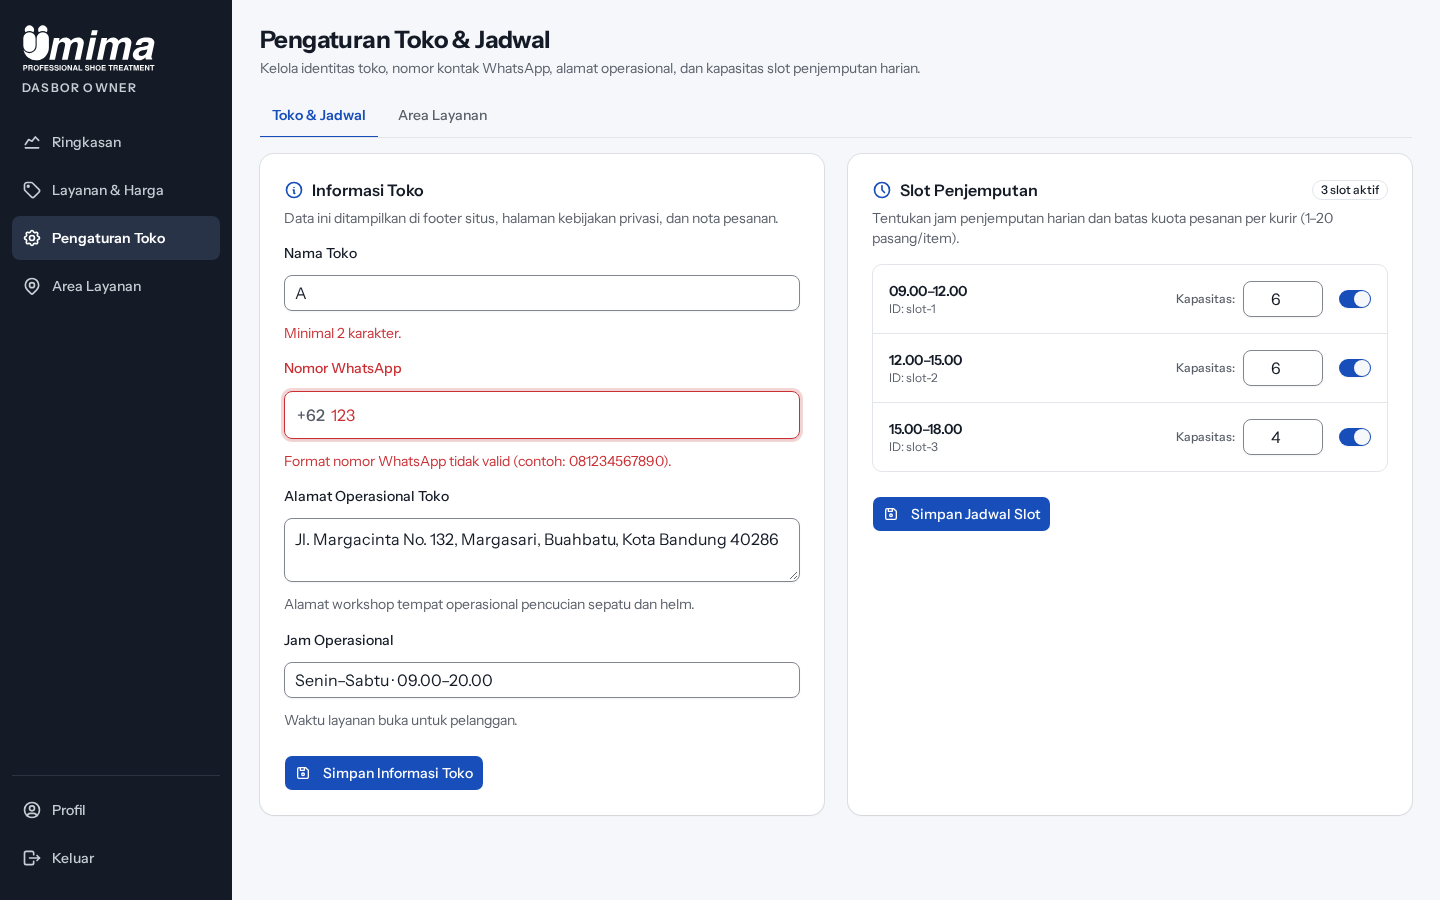 Ümima
PROFESSIONAL SHOE TREATMENT
DASBOR OWNER
Ringkasan
Layanan & Harga
Pengaturan Toko
Area Layanan
Profil
Keluar
Pengaturan Toko & Jadwal
Kelola identitas toko, nomor kontak WhatsApp, alamat operasional, dan kapasitas slot penjemputan harian.
Toko & Jadwal
Area Layanan
Informasi Toko
Data ini ditampilkan di footer situs, halaman kebijakan privasi, dan nota pesanan.
Nama Toko
A
Minimal 2 karakter.
Nomor WhatsApp
+62 123
Format nomor WhatsApp tidak valid (contoh: 081234567890).
Alamat Operasional Toko
Jl. Margacinta No. 132, Margasari, Buahbatu, Kota Bandung 40286
Alamat workshop tempat operasional pencucian sepatu dan helm.
Jam Operasional
Senin–Sabtu · 09.00–20.00
Waktu layanan buka untuk pelanggan.
Simpan Informasi Toko
Slot Penjemputan
3 slot aktif
Tentukan jam penjemputan harian dan batas kuota pesanan per kurir (1–20
pasang/item).
09.00–12.00
ID: slot-1
Kapasitas: 6
12.00–15.00
ID: slot-2
Kapasitas: 6
15.00–18.00
ID: slot-3
Kapasitas: 4
Simpan Jadwal Slot